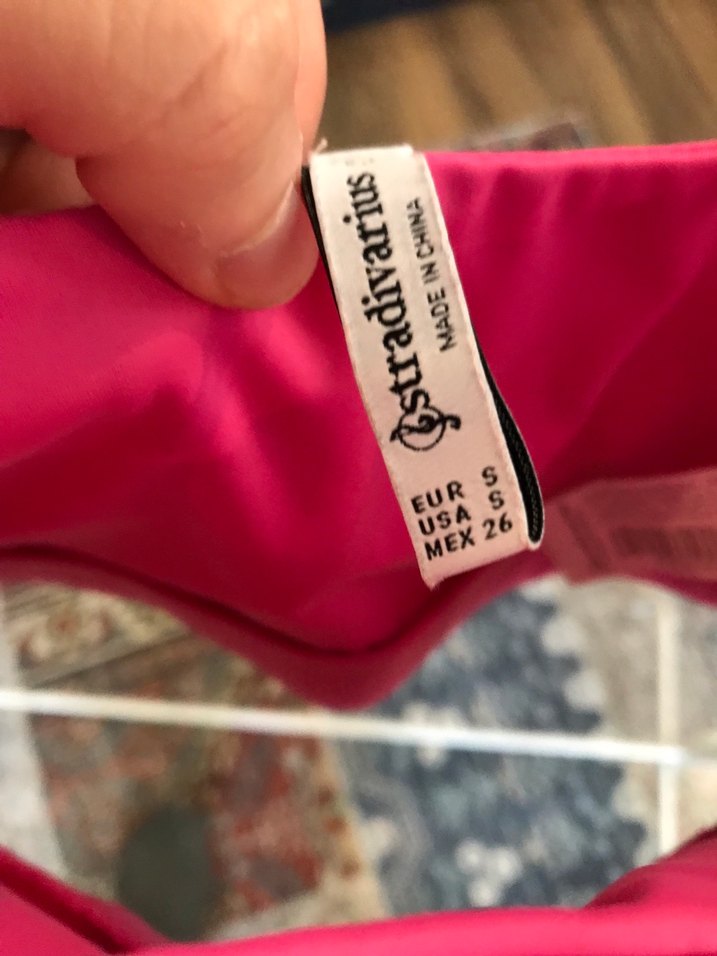 stradivarius
MADE IN CHINA
EUR S
USA S
MEX 26